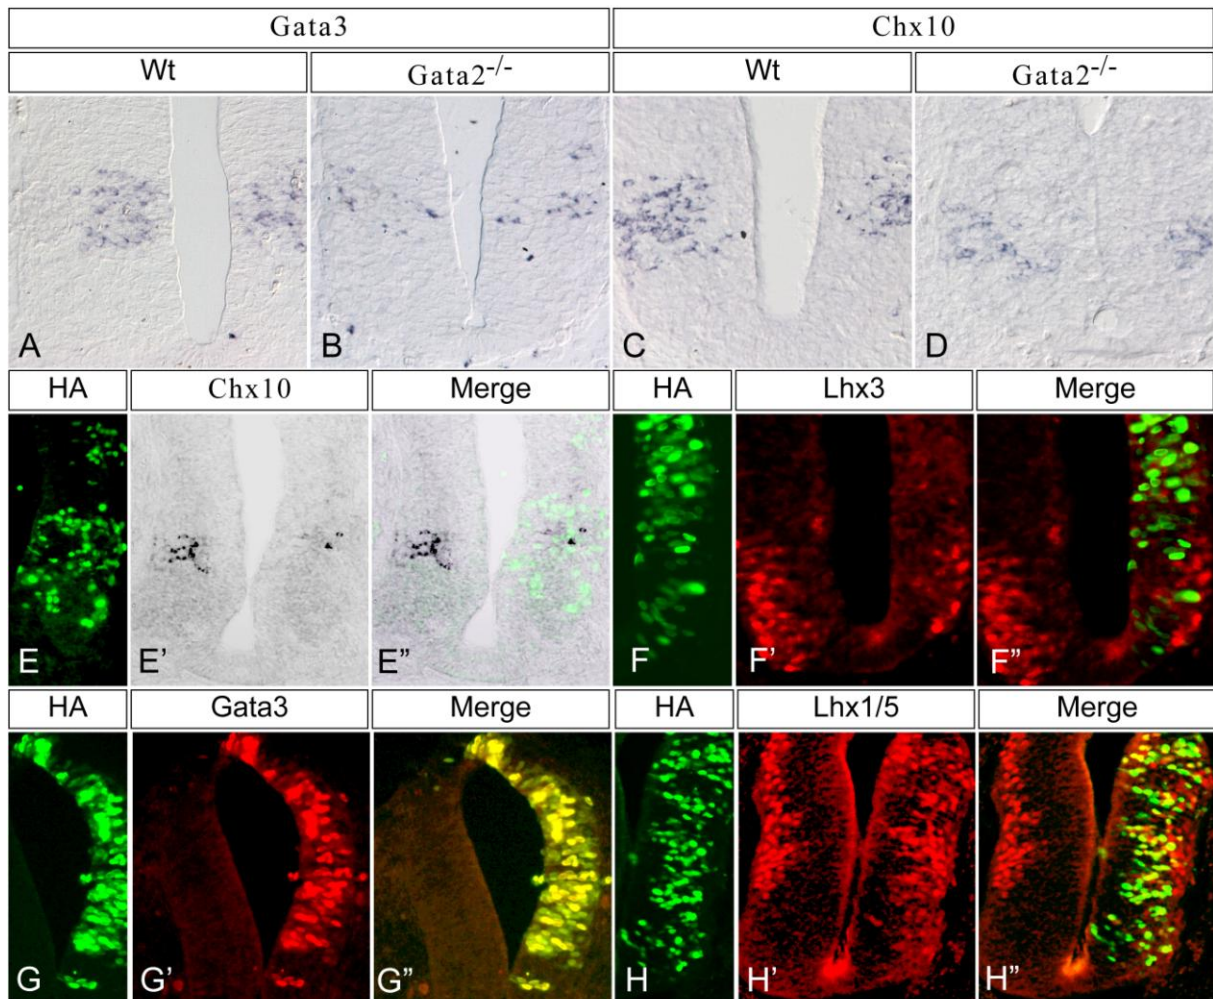 Gata3 Chx10
Wt Gata2-/- Wt Gata2-/-
A B C D
HA Chx10 Merge HA Lhx3 Merge
E E' E" F F' F"
HA Gata3 Merge HA Lhx1/5 Merge
G G' G" H H' H"